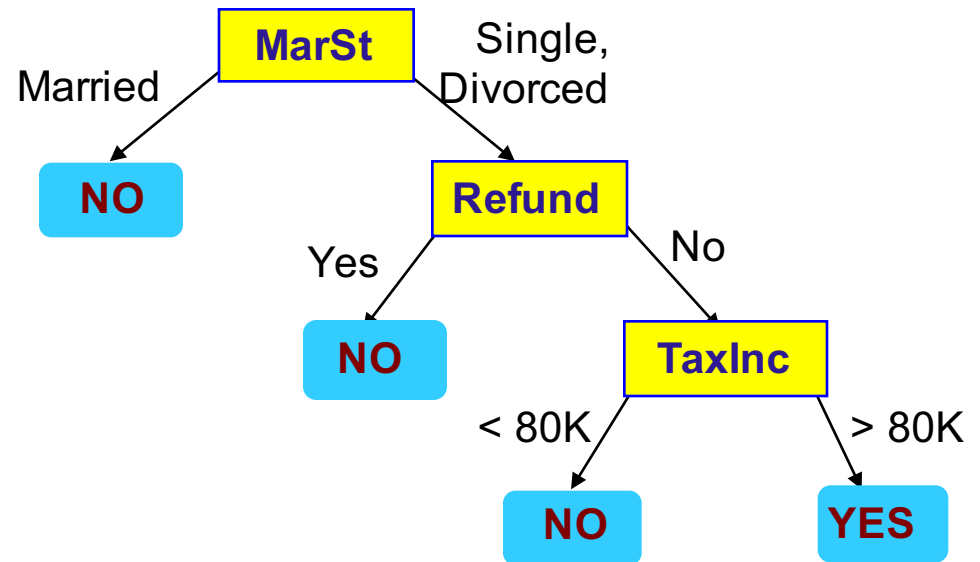 MarSt
Single,
Married
Divorced
NO
Refund
Yes
No
NO
TaxInc
< 80K
> 80K
NO
YES